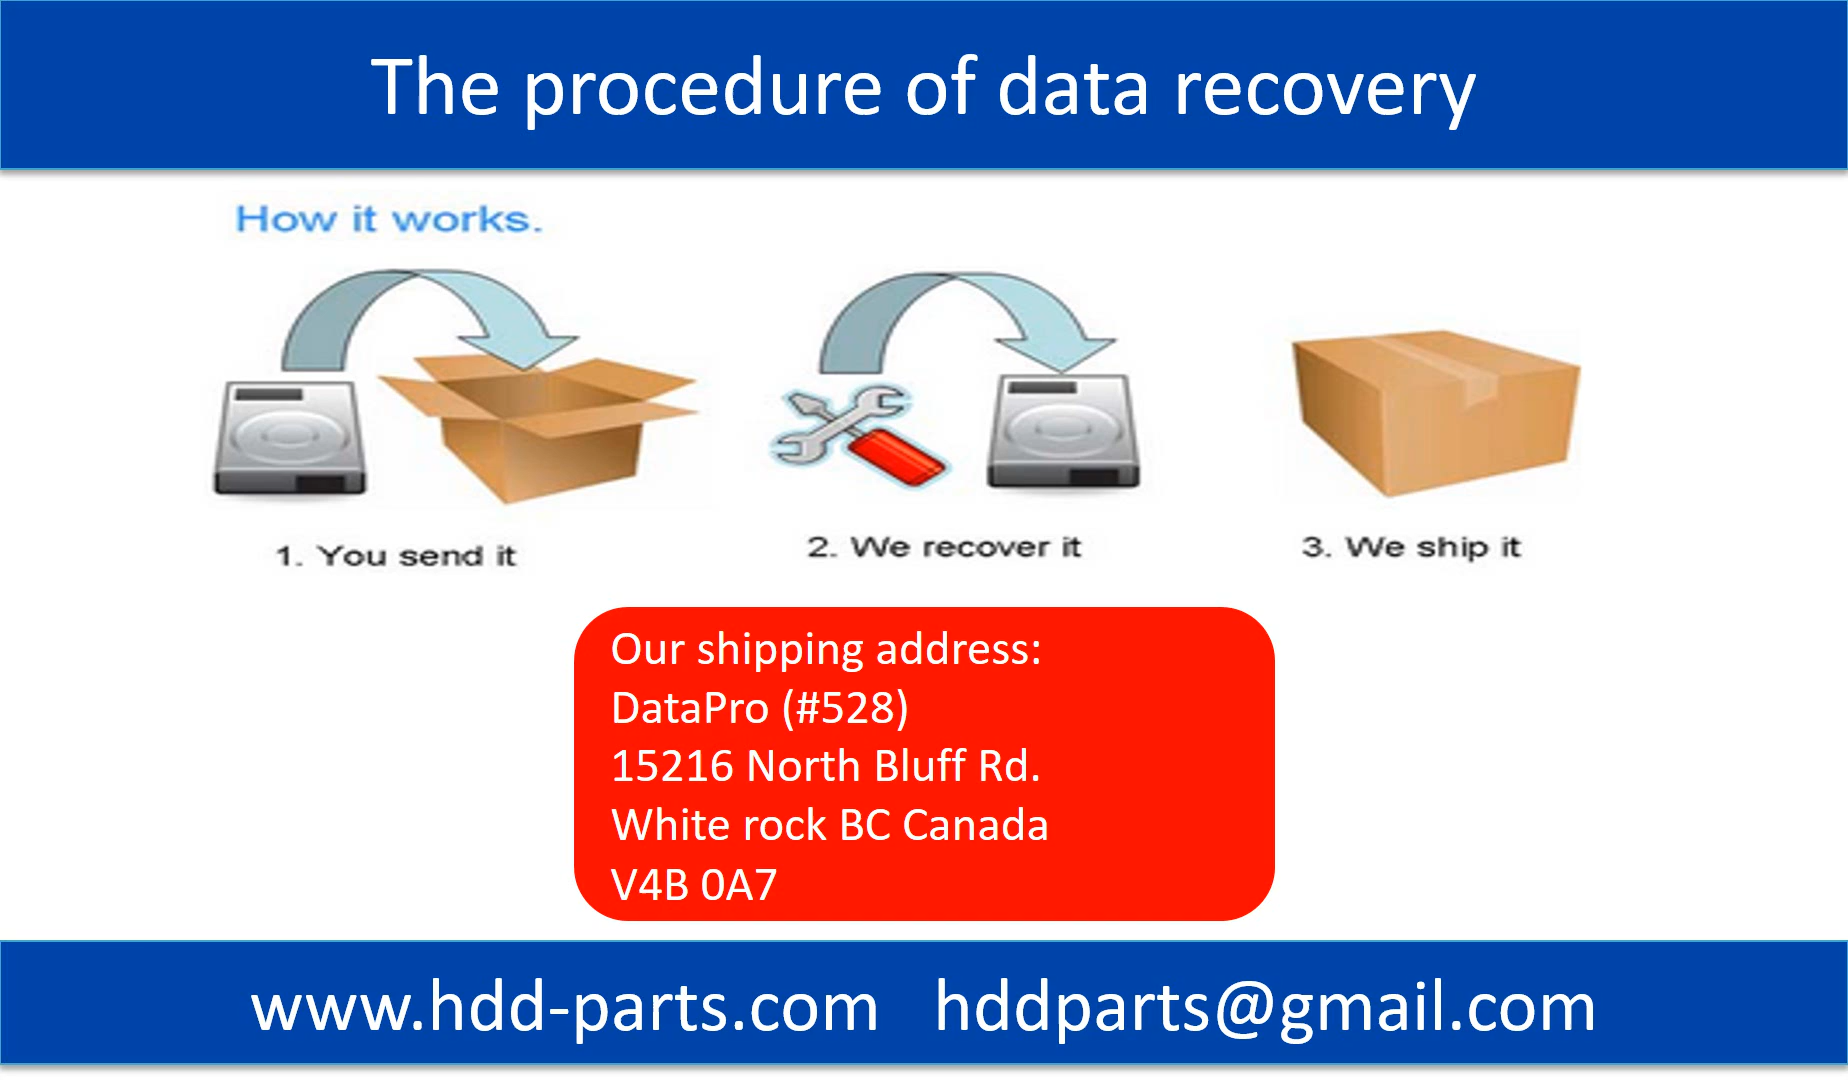 The procedure of data recovery
How it works.
1. You send it
2. We recover it
3. We ship it
Our shipping address:
DataPro (#528)
15216 North Bluff Rd.
White rock BC Canada
V4B 0A7
www.hdd-parts.com hddparts@gmail.com